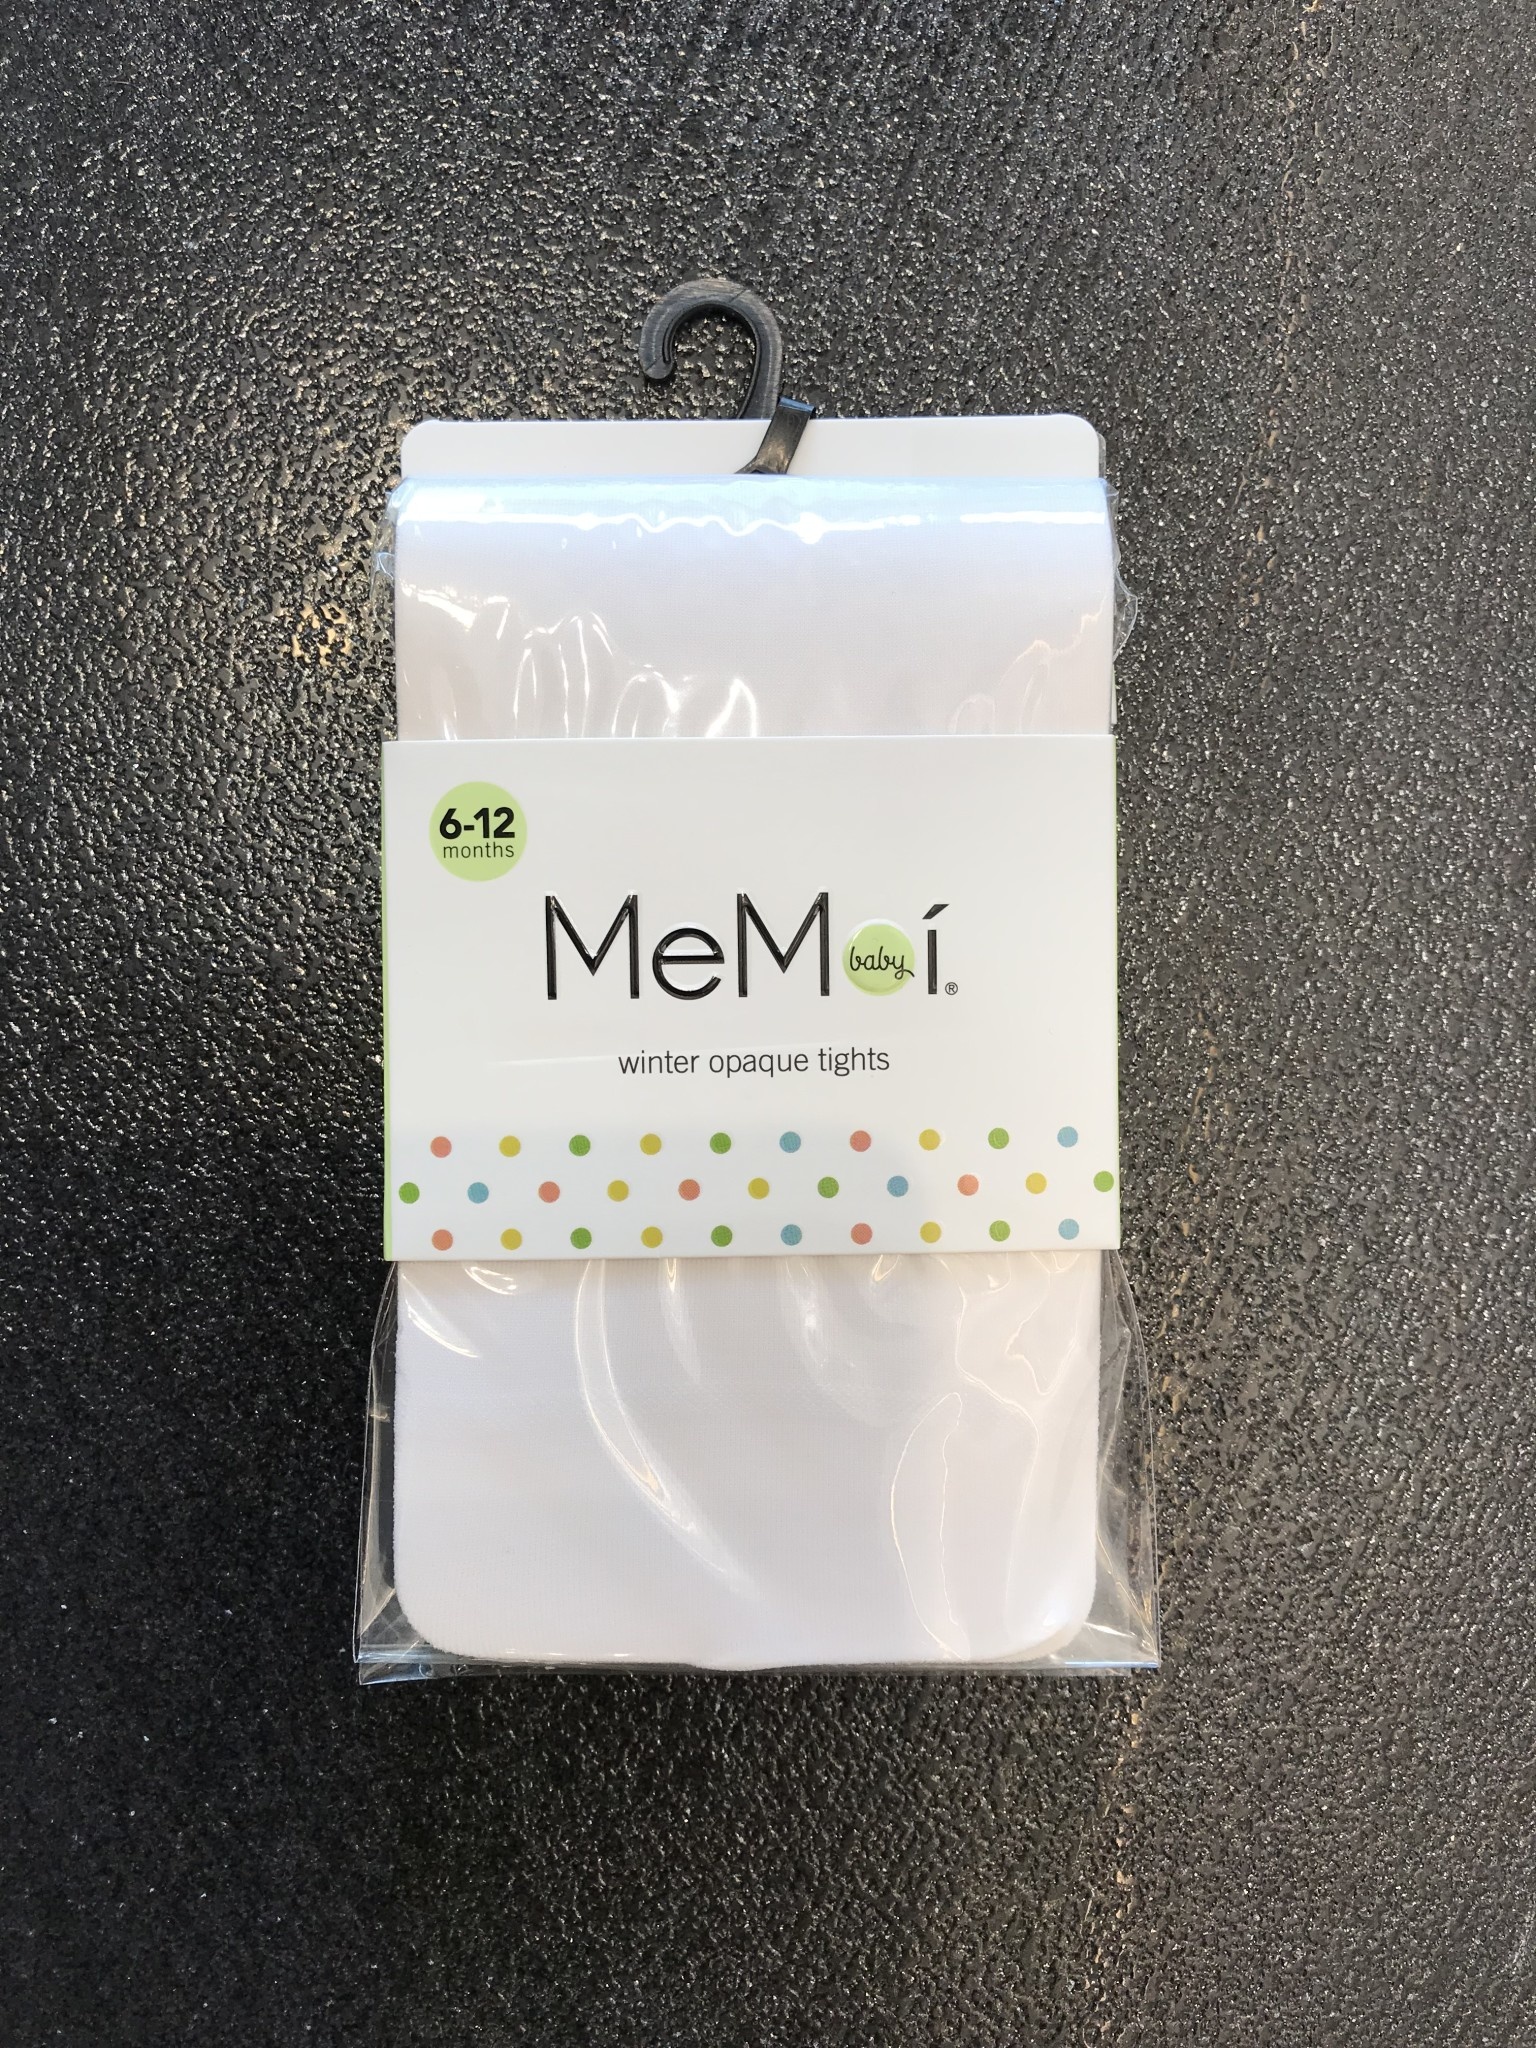 6-12
months
MeMoí®
baby
winter opaque tights